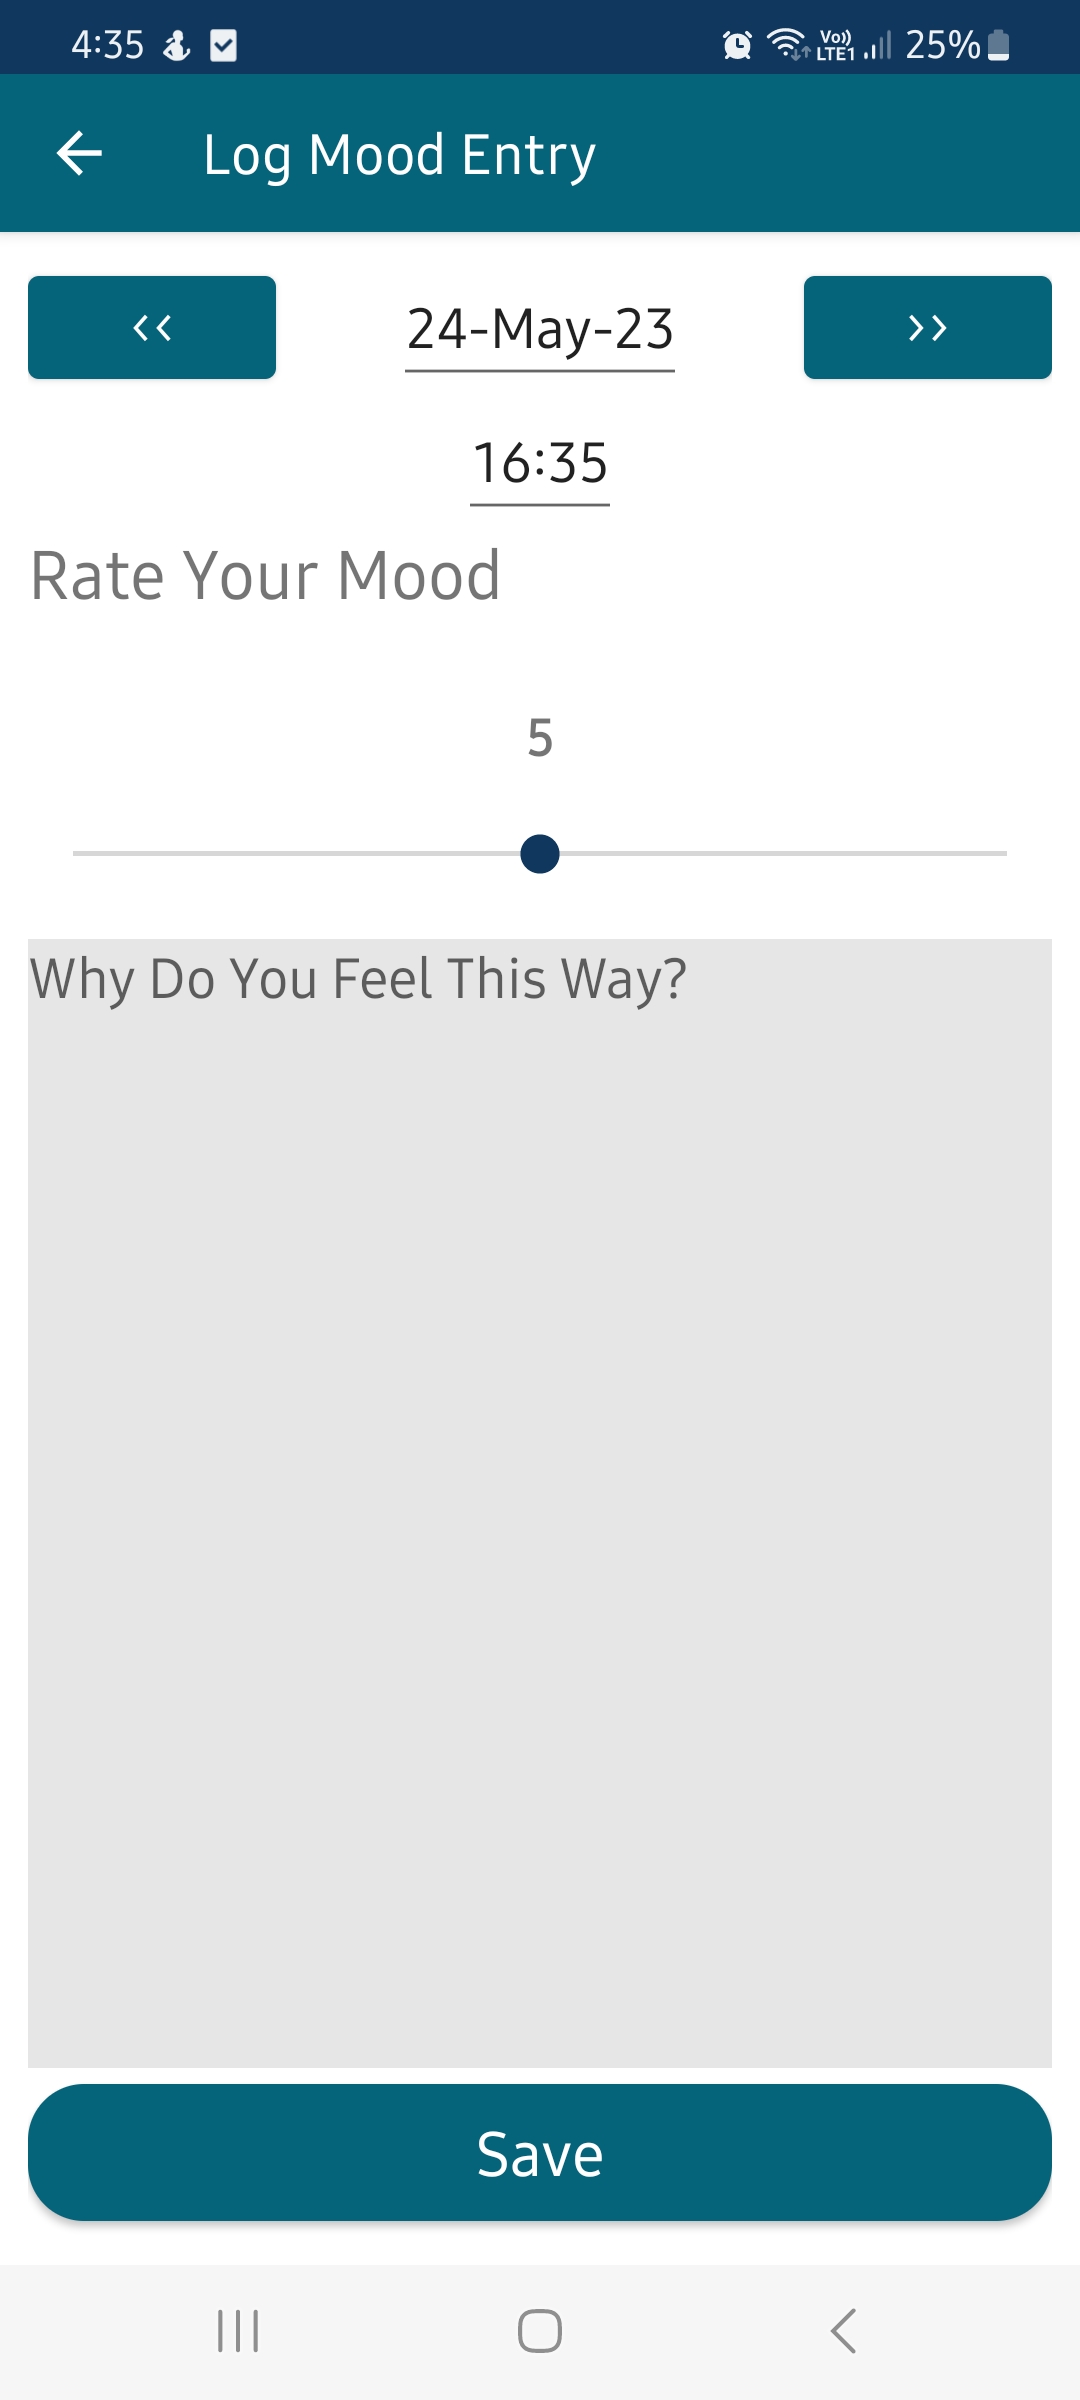 4:35 Vo)) LTE1 25%
Log Mood Entry
<< 24-May-23 >>
16:35
Rate Your Mood
5
Why Do You Feel This Way?
Save